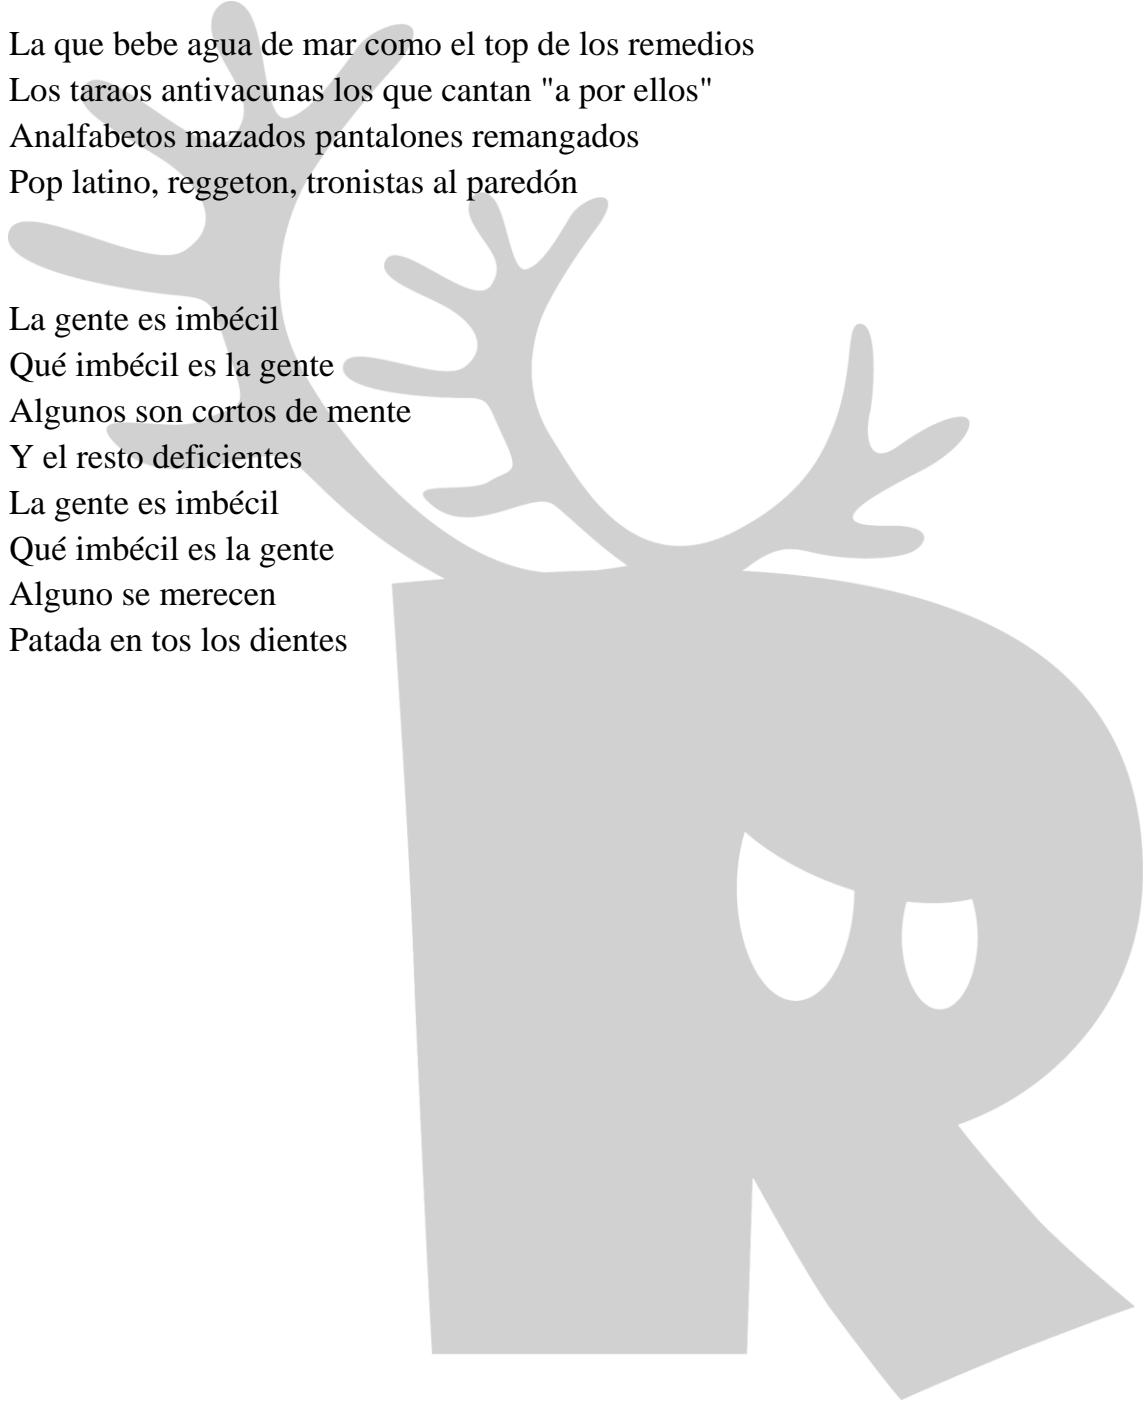 La que bebe agua de mar como el top de los remedios
Los taraos antivacunas los que cantan "a por ellos"
Analfabetos mazados pantalones remangados
Pop latino, reggeton, tronistas al paredón
La gente es imbécil
Qué imbécil es la gente
Algunos son cortos de mente
Y el resto deficientes
La gente es imbécil
Qué imbécil es la gente
Alguno se merecen
Patada en tos los dientes
R